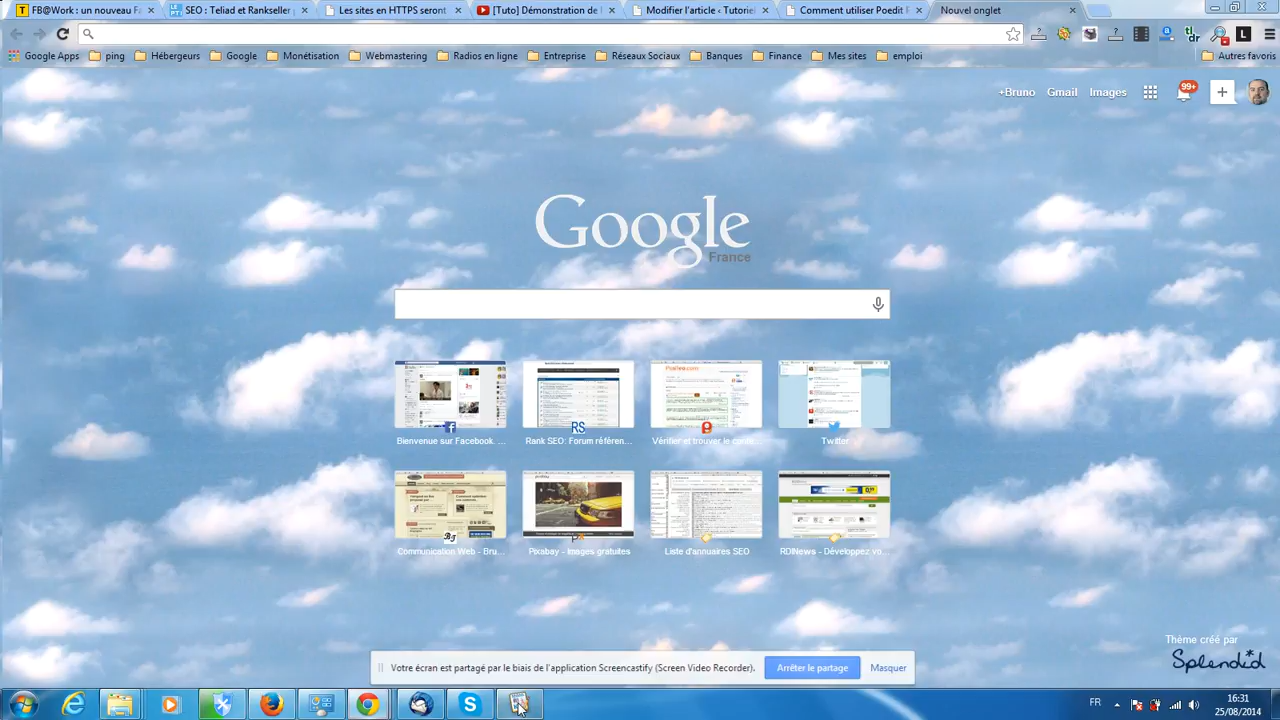 FB@Work : un nouveau Fa
SEO : Teliad et Rankseller p
Les sites en HTTPS seront
[Tuto] Démonstration de l
Modifier l'article ‹ Tutoriel
Comment utiliser Poedit P
Nouvel onglet
Google Apps
ping
Hébergeurs
Google
Monétisation
Webmastering
Radios en ligne
Entreprise
Réseaux Sociaux
Banques
Finance
Mes sites
emploi
Autres favoris
+Bruno
Gmail
Images
99+
Google
France
Bienvenue sur Facebook. ...
RS
Rank SEO: Forum référen...
Vérifier et trouver le conte...
Twitter
Communication Web - Bru...
Pixabay - Images gratuites
Liste d'annuaires SEO
RDINews - Développez vo...
Thème créé par
Splendid
Votre écran est partagé par le biais de l'application Screencastify (Screen Video Recorder).
Arrêter le partage
Masquer
FR
16:31
25/08/2014